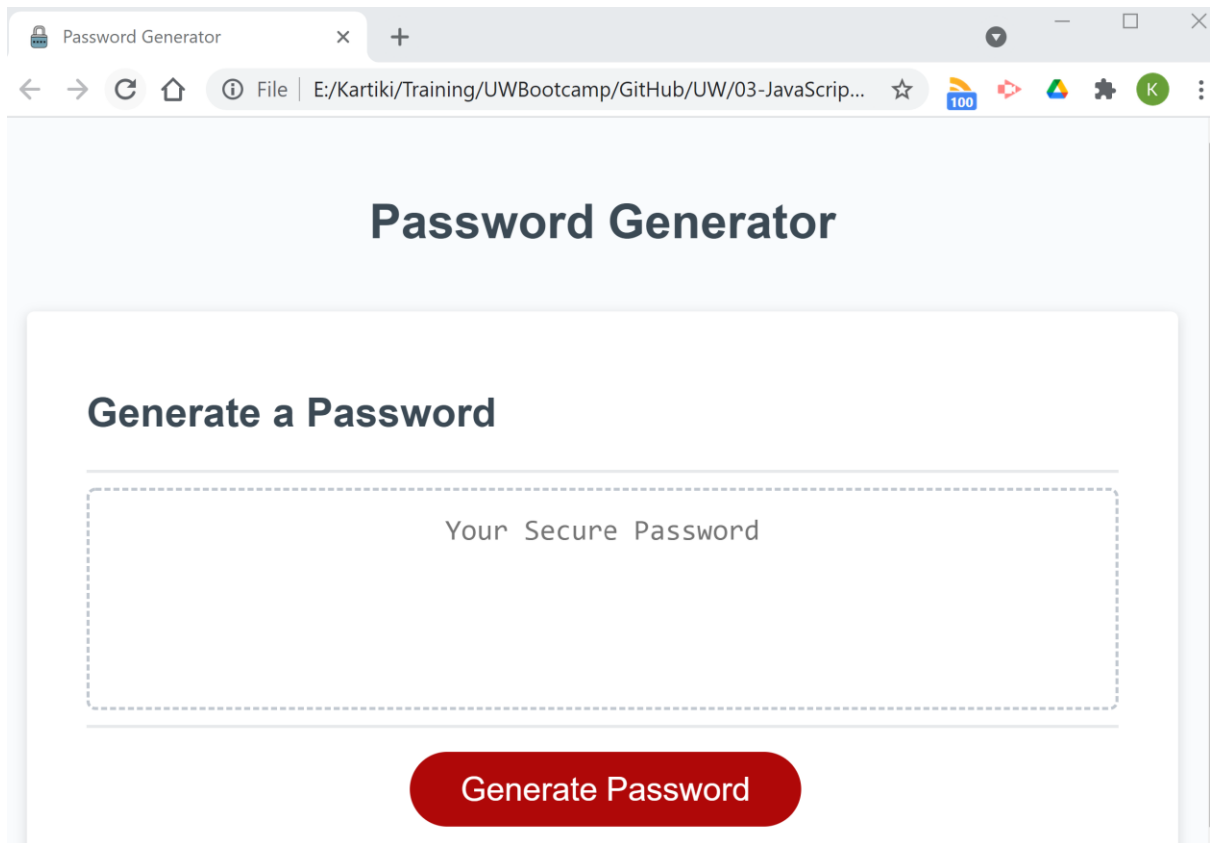 Password Generator
File E:/Kartiki/Training/UWBootcamp/GitHub/UW/03-JavaScrip... 100 K
Password Generator
Generate a Password
Your Secure Password
Generate Password